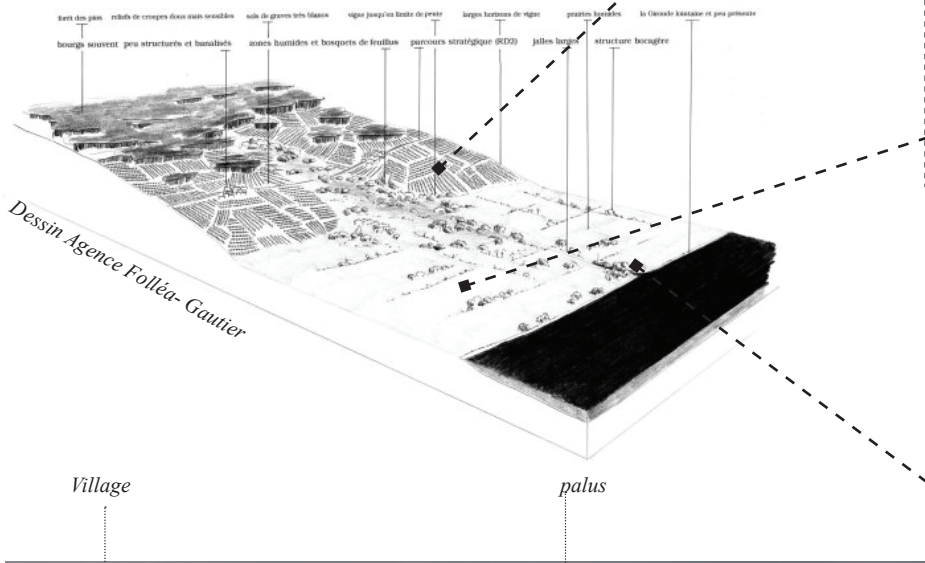 forêt des pins reliefs de croupes doux mais sensibles sols de graves très blancs vigne jusqu'en limite de pente larges horizons de vigne prairies humides la Gironde lointaine et peu présente
bourgs souvent peu structurés et banalisés zones humides et bosquets de feuillus parcours stratégique (RD2) jalles larges structure bocagère
Dessin Agence Folléa- Gautier
Village palus